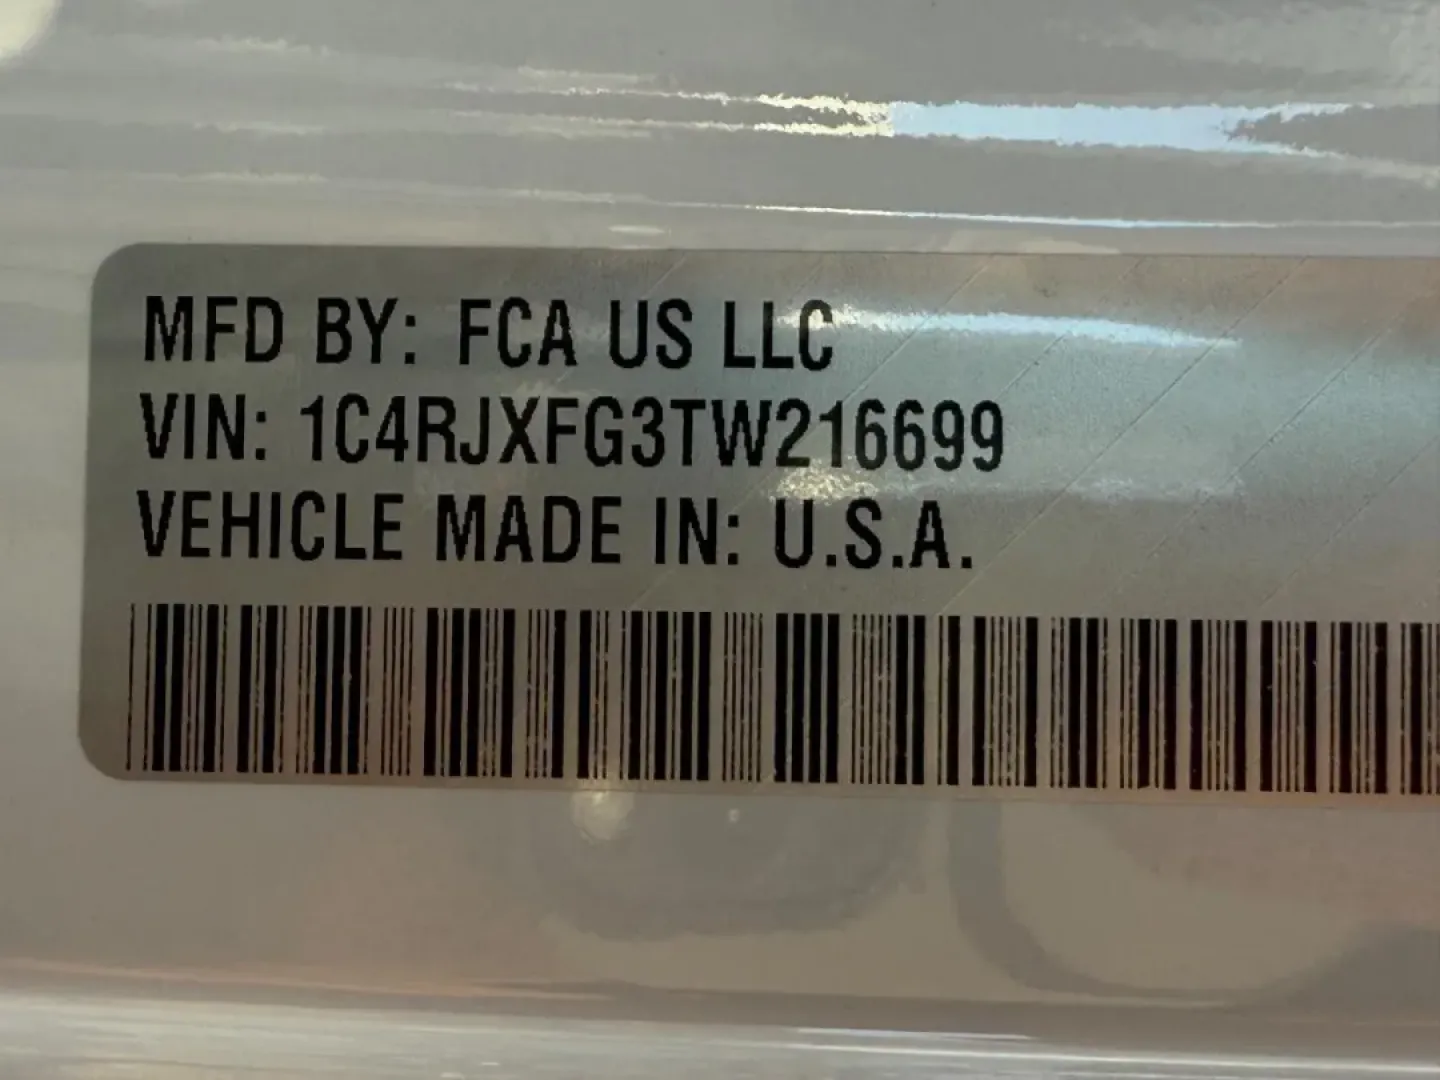 MFD BY: FCA US LLC
VIN: 1C4RJXFG3TW216699
VEHICLE MADE IN: U.S.A.